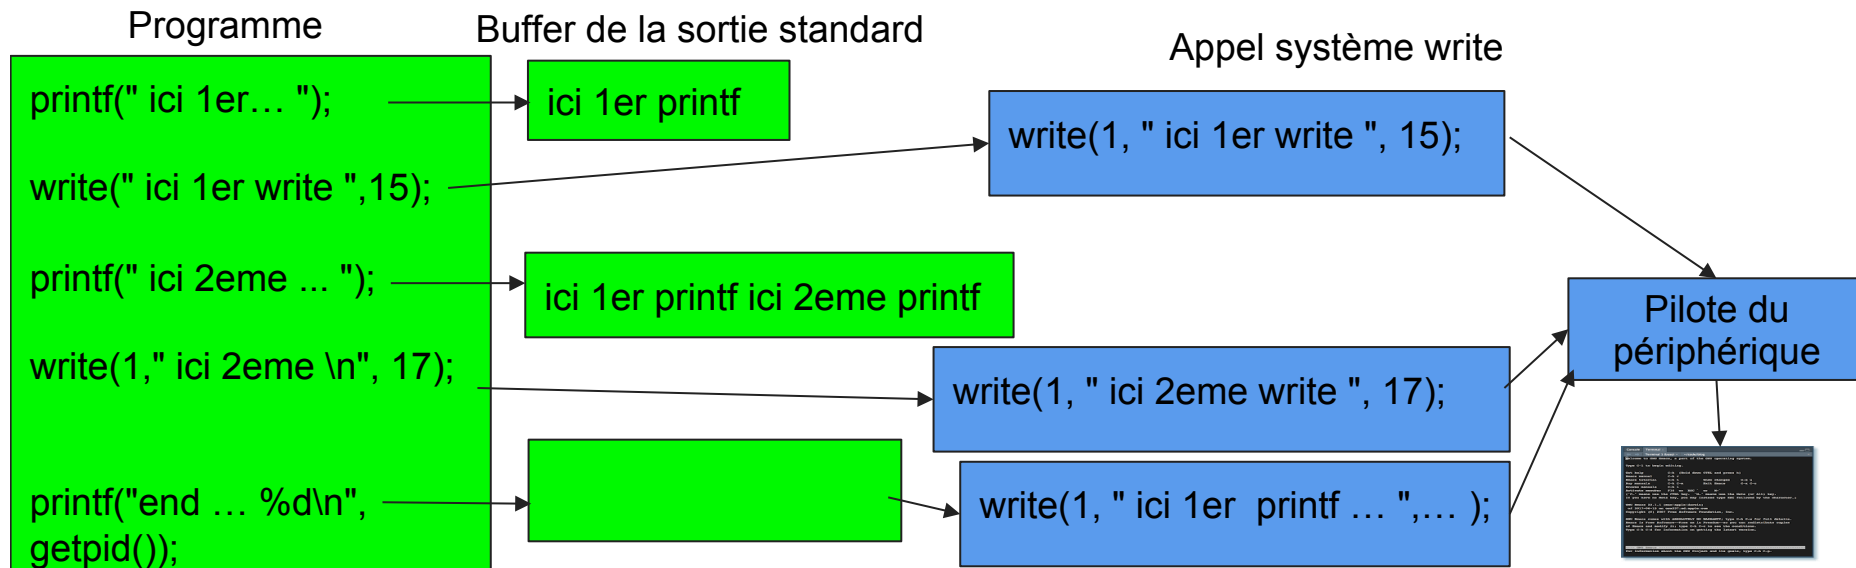 Programme
Buffer de la sortie standard
Appel système write
printf(" ici 1er… ");
ici 1er printf
write(1, " ici 1er write ", 15);
write(" ici 1er write ",15);
printf(" ici 2eme ... ");
ici 1er printf ici 2eme printf
Pilote du
périphérique
write(1," ici 2eme \n", 17);
write(1, " ici 2eme write ", 17);
printf("end … %d\n",
getpid());
write(1, " ici 1er  printf … ",… );